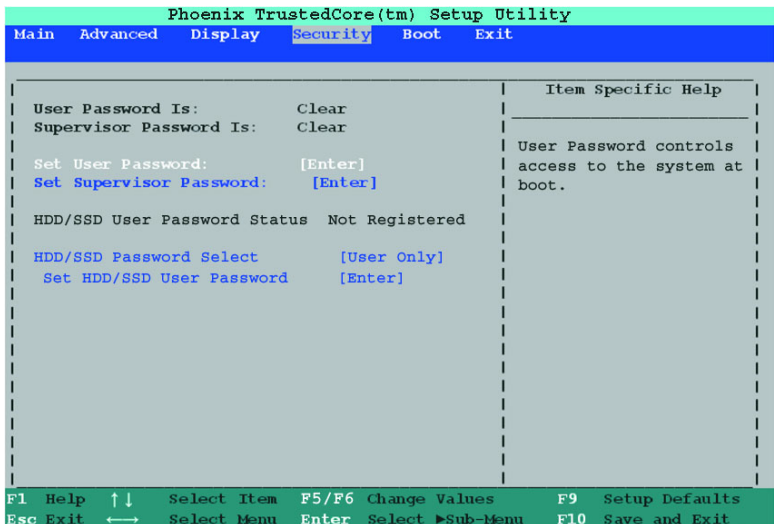 Phoenix TrustedCore(tm) Setup Utility
Main Advanced Display Security Boot Exit
Item Specific Help
User Password Is: Clear
Supervisor Password Is: Clear
User Password controls
Set User Password: [Enter] access to the system at
Set Supervisor Password: [Enter] boot.
HDD/SSD User Password Status Not Registered
HDD/SSD Password Select [User Only]
Set HDD/SSD User Password [Enter]
F1 Help ↑↓ Select Item F5/F6 Change Values F9 Setup Defaults
Esc Exit ←→ Select Menu Enter Select ▶Sub-Menu F10 Save and Exit